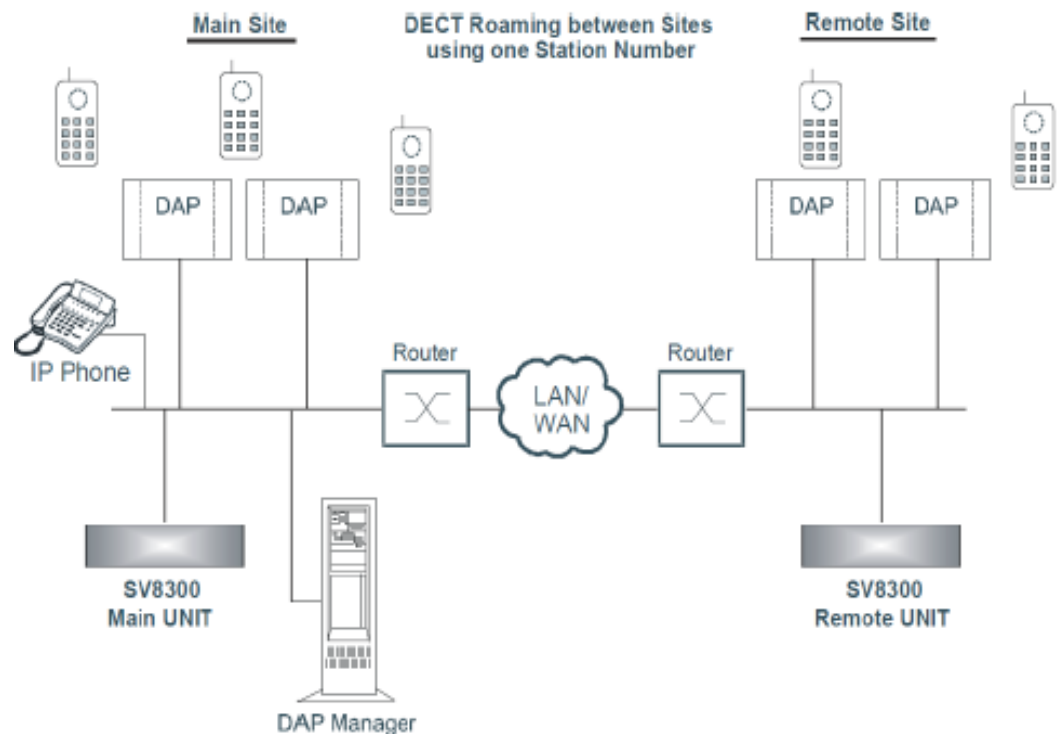 Main Site
DECT Roaming between Sites
using one Station Number
Remote Site
DAP
DAP
DAP
DAP
IP Phone
Router
Router
LAN/
WAN
SV8300
Main UNIT
SV8300
Remote UNIT
DAP Manager